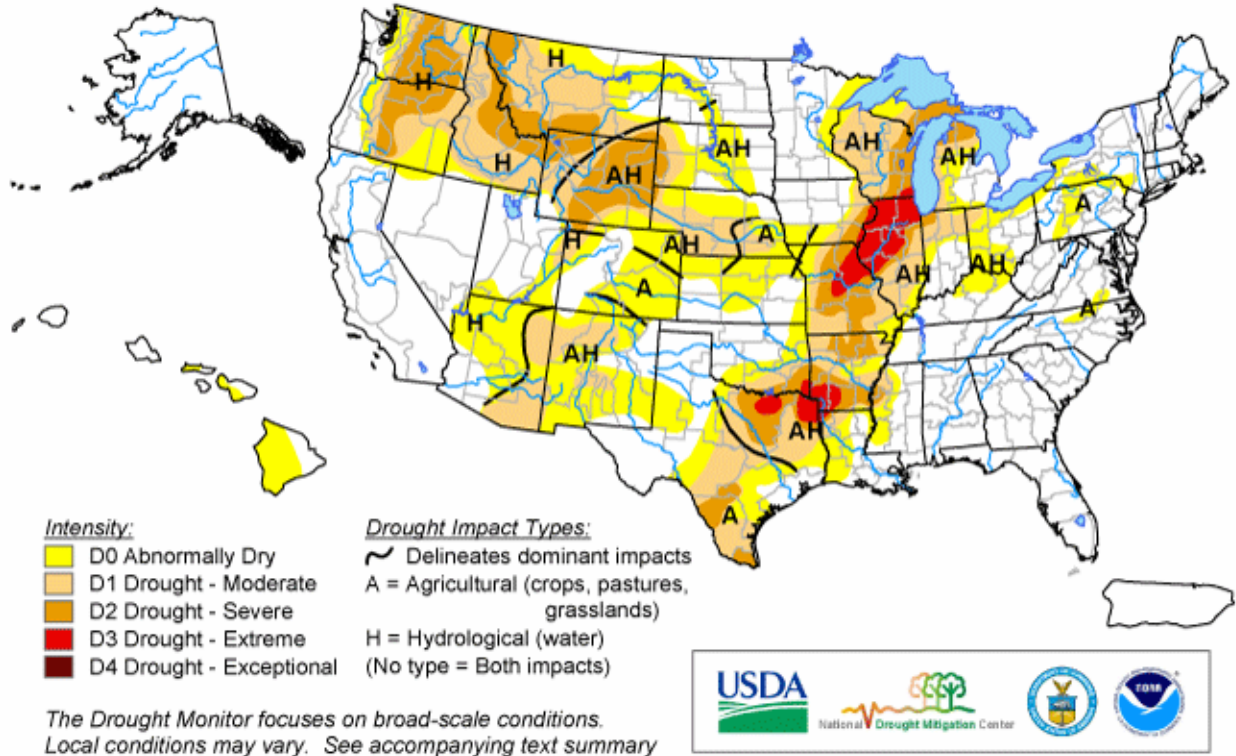 H
H
AH
AH
AH
H
AH
H
AH
A
A
AH
AH
A
H
AH
A
AH
A
Intensity:
D0 Abnormally Dry
D1 Drought - Moderate
D2 Drought - Severe
D3 Drought - Extreme
D4 Drought - Exceptional
Drought Impact Types:
Delineates dominant impacts
A = Agricultural (crops, pastures,
grasslands)
H = Hydrological (water)
(No type = Both impacts)
The Drought Monitor focuses on broad-scale conditions.
Local conditions may vary. See accompanying text summary
USDA
National Drought Mitigation Center
NOAA